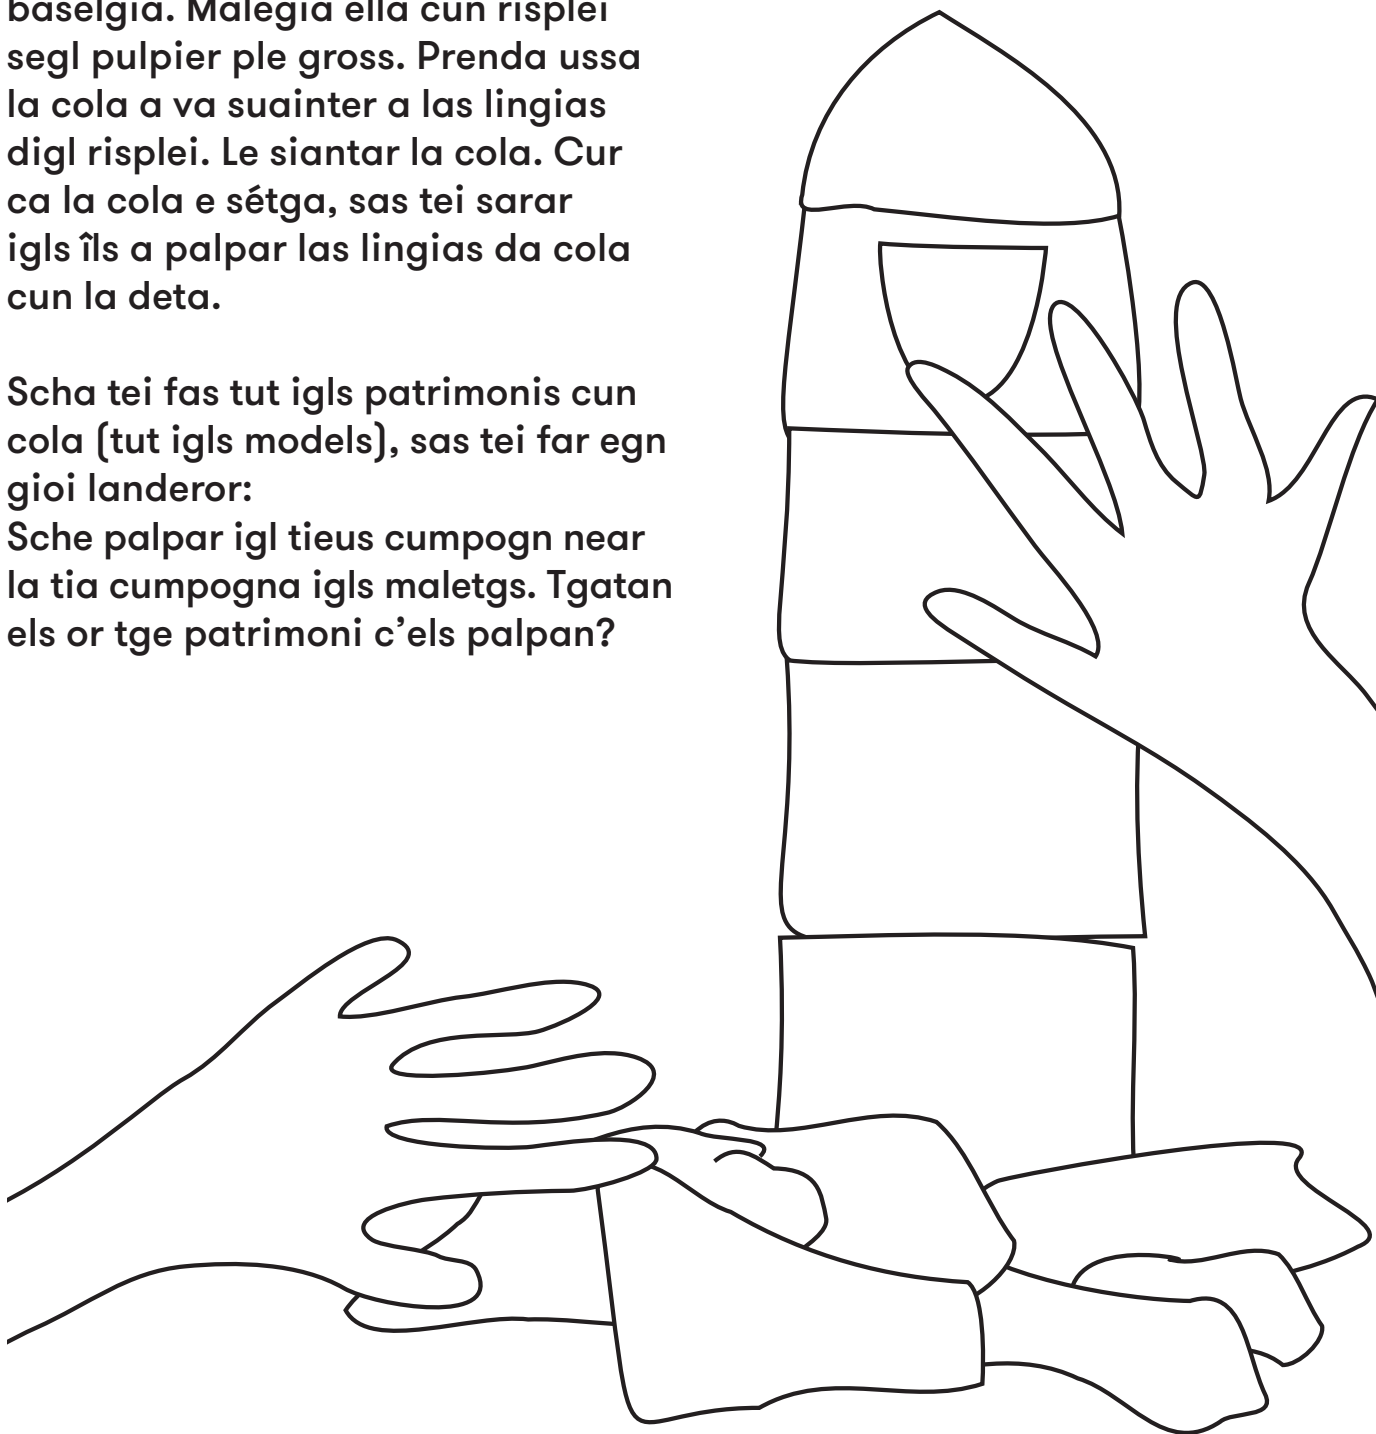 baselgia. Malegia ella cun risplei
segl pulpier ple gross. Prenda ussa
la cola a va suainter a las lingias
digl risplei. Le siantar la cola. Cur
ca la cola e sétga, sas tei sarar
igls îls a palpar las lingias da cola
cun la deta.
Scha tei fas tut igls patrimonis cun
cola (tut igls models), sas tei far egn
gioi landeror:
Sche palpar igl tieus cumpogn near
la tia cumpogna igls maletgs. Tgatan
els or tge patrimoni c’els palpan?